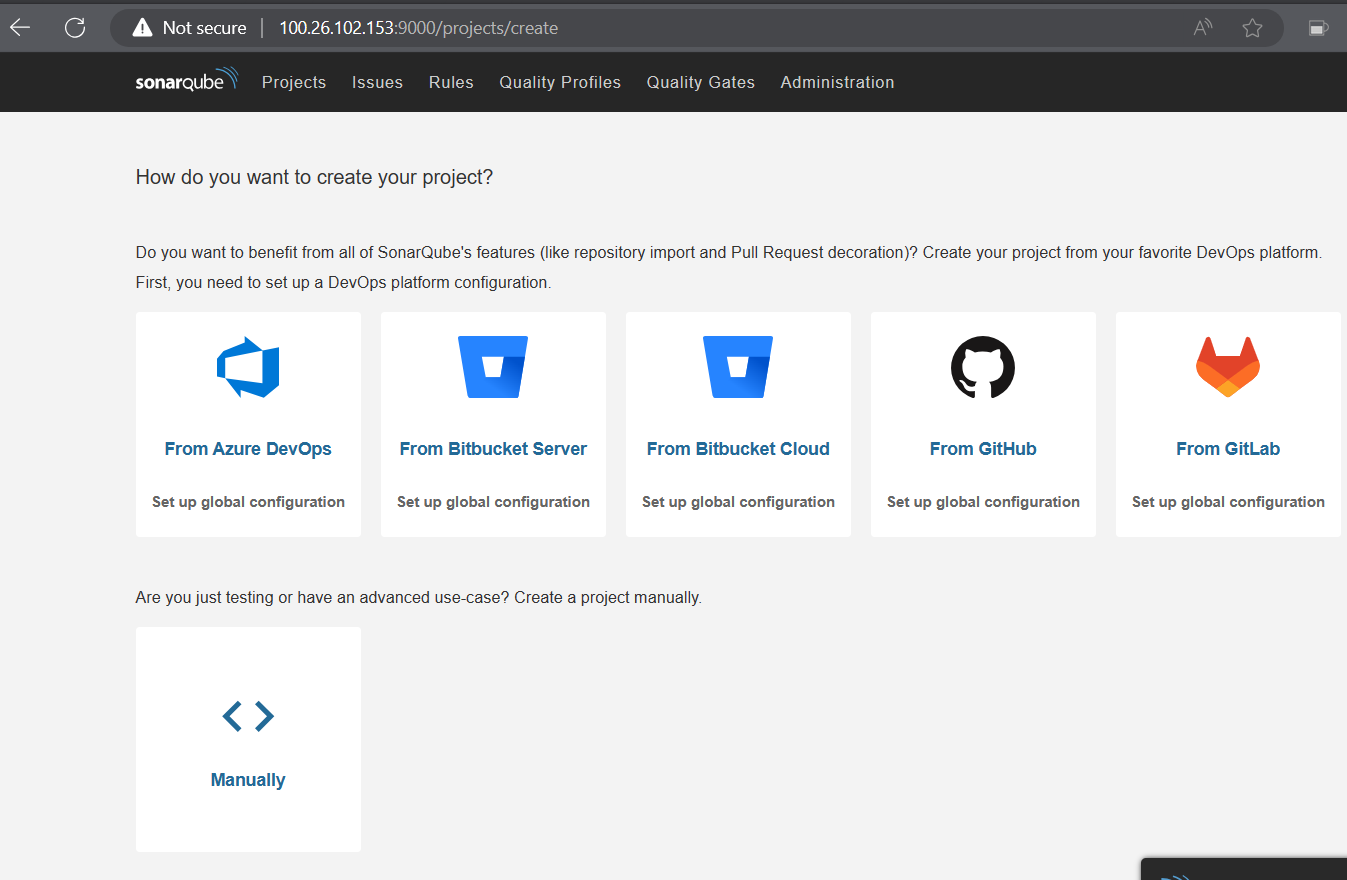 Not secure 100.26.102.153:9000/projects/create
sonarqube Projects Issues Rules Quality Profiles Quality Gates Administration
How do you want to create your project?
Do you want to benefit from all of SonarQube's features (like repository import and Pull Request decoration)? Create your project from your favorite DevOps platform.
First, you need to set up a DevOps platform configuration.
From Azure DevOps From Bitbucket Server From Bitbucket Cloud From GitHub From GitLab
Set up global configuration Set up global configuration Set up global configuration Set up global configuration Set up global configuration
Are you just testing or have an advanced use-case? Create a project manually.
Manually